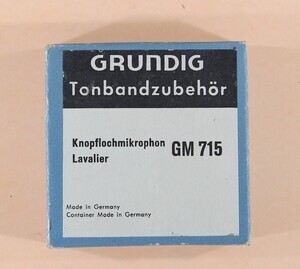 GRUNDIG
Tonbandzubehör
Knopflochmikrophon
Lavalier GM 715
Made in Germany
Container Made in Germany